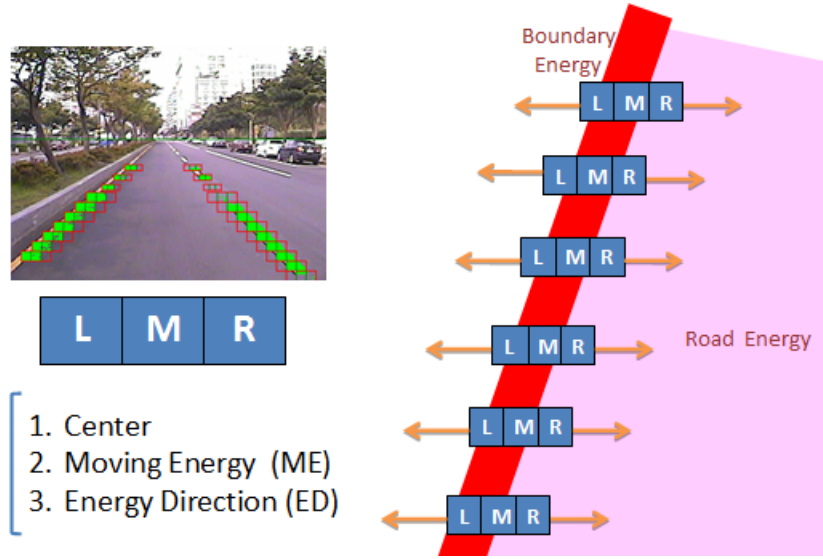 L M R
1. Center
2. Moving Energy (ME)
3. Energy Direction (ED)
Boundary
Energy
L M R
L M R
L M R
L M R
L M R
L M R
Road Energy